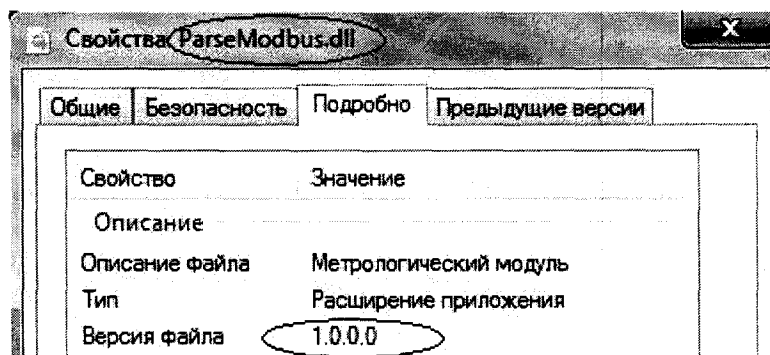 Свойства: ParseModbus.dll
X
Общие Безопасность Подробно Предыдущие версии
Свойство Значение
Описание
Описание файла Метрологический модуль
Тип Расширение приложения
Версия файла 1.0.0.0